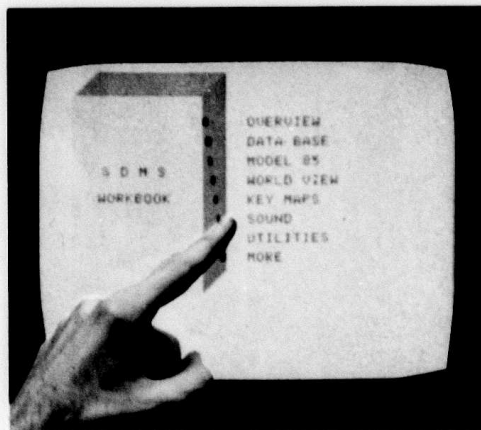 S D M S
WORKBOOK
OVERVIEW
DATA BASE
MODEL 85
WORLD VIEW
KEY MAPS
SOUND
UTILITIES
MORE